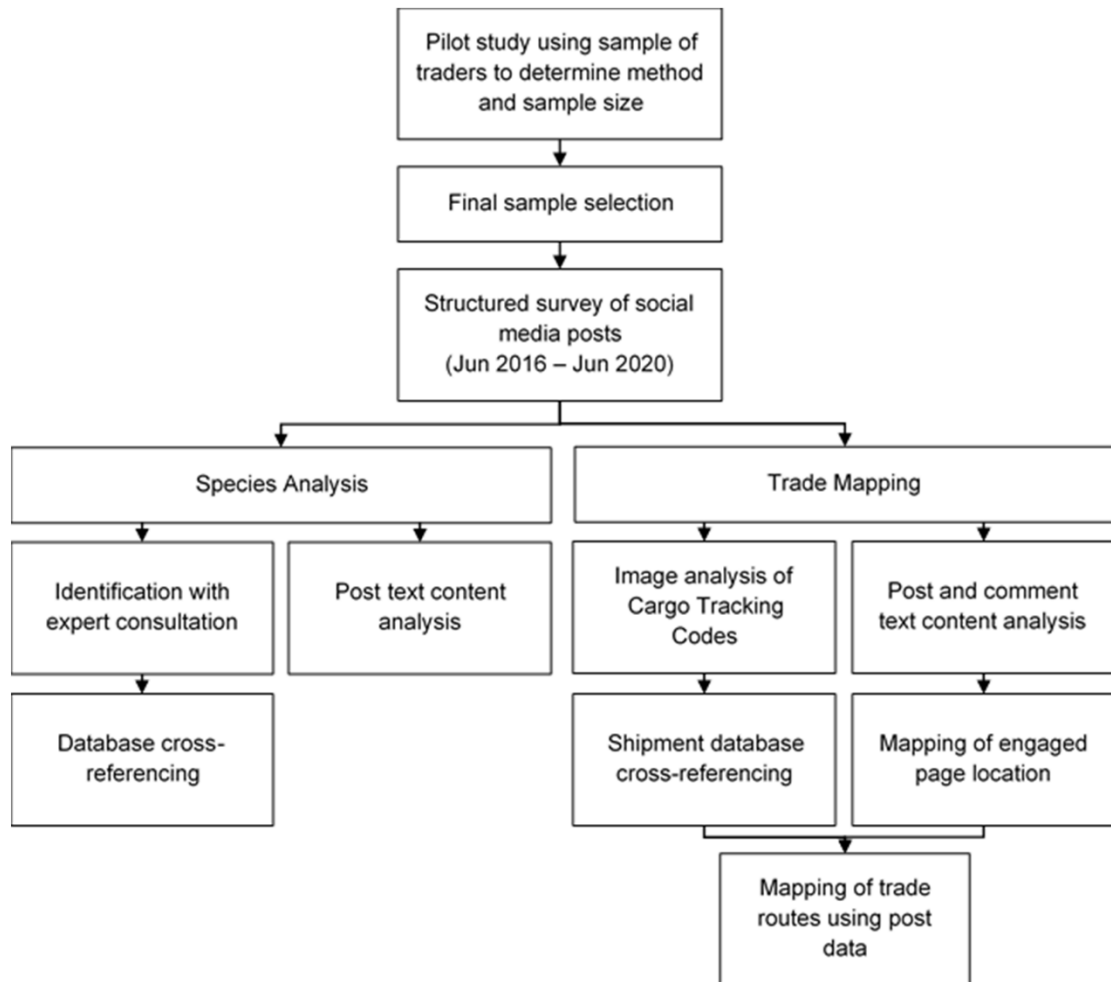 Pilot study using sample of
traders to determine method
and sample size
Final sample selection
Structured survey of social
media posts
(Jun 2016 – Jun 2020)
Species Analysis
Trade Mapping
Identification with
expert consultation
Post text content
analysis
Image analysis of
Cargo Tracking
Codes
Post and comment
text content analysis
Database cross-
referencing
Shipment database
cross-referencing
Mapping of engaged
page location
Mapping of trade
routes using post
data